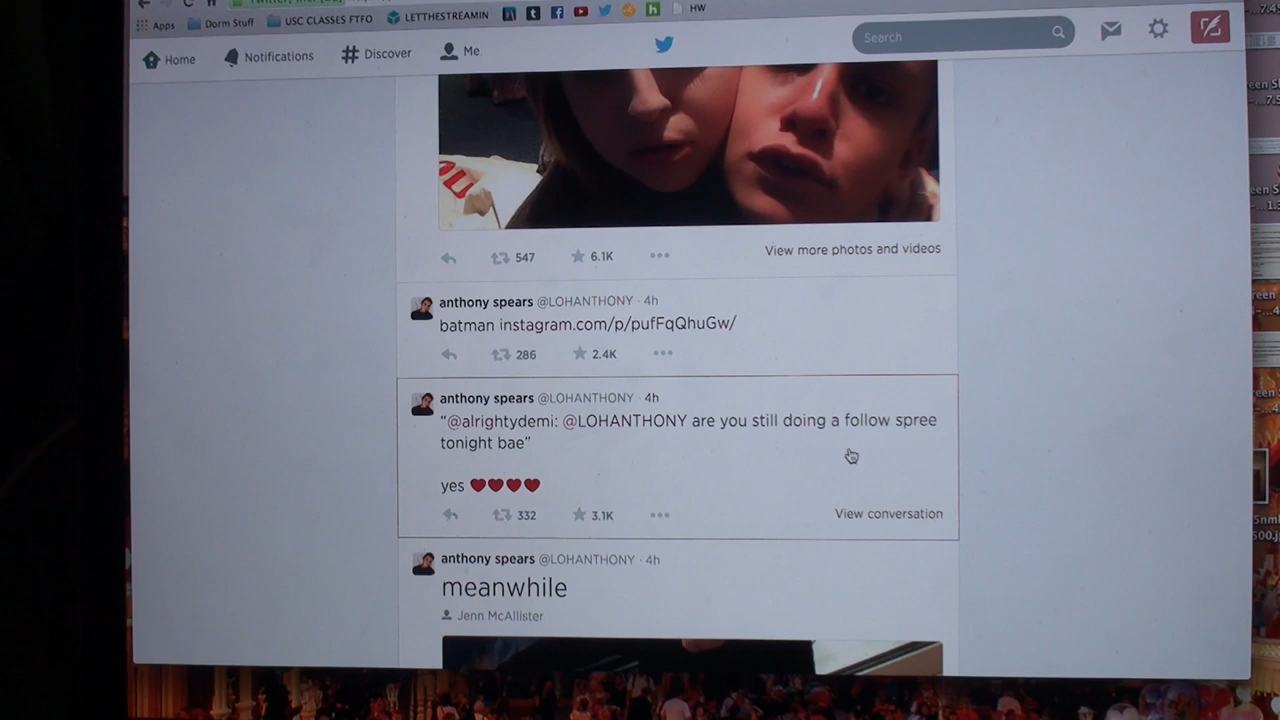 Apps Dorm Stuff USC CLASSES FTFO LETTHESTREAMIN HW
Home Notifications Discover Me Search
547 6.1K View more photos and videos
anthony spears @LOHANTHONY · 4h
batman instagram.com/p/pufFqQhuGw/
286 2.4K
anthony spears @LOHANTHONY · 4h
“@alrightydemi: @LOHANTHONY are you still doing a follow spree
tonight bae”
yes ❤❤❤❤
332 3.1K View conversation
anthony spears @LOHANTHONY · 4h
meanwhile
Jenn McAllister